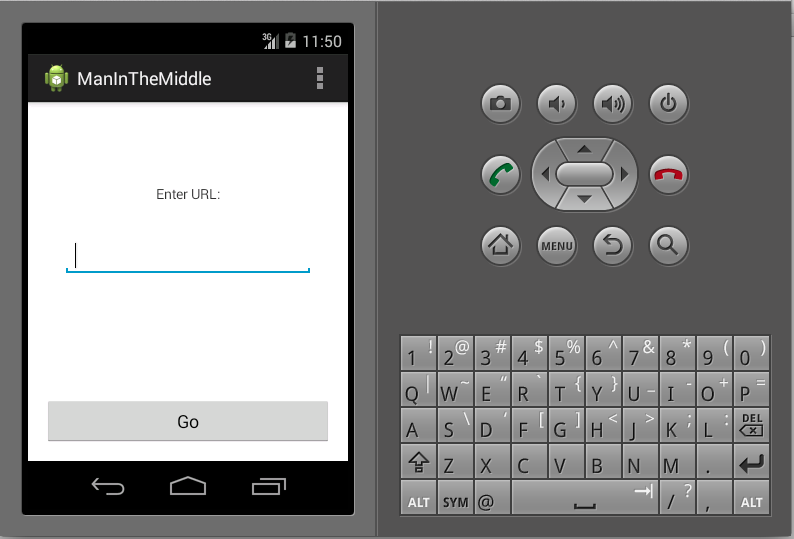 3G 11:50
ManInTheMiddle
Enter URL:
Go
MENU
1 ! 2 @ 3 # 4 $ 5 % 6 ^ 7 & 8 * 9 ( 0 )
Q | W ~ E “ R ` T { Y } U _ I - O + P =
A S \ D ‘ F [ G ] H < J > K ; L : DEL
Z X C V B N M .
ALT SYM @ / ? , ALT